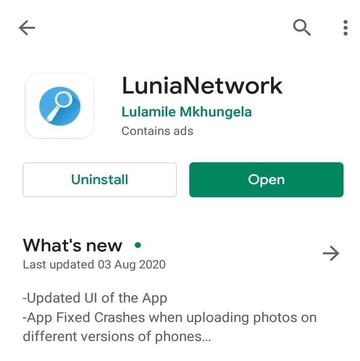 LuniaNetwork
Lulamile Mkhungela
Contains ads
Uninstall
Open
What's new
Last updated 03 Aug 2020
-Updated UI of the App
-App Fixed Crashes when uploading photos on
different versions of phones...